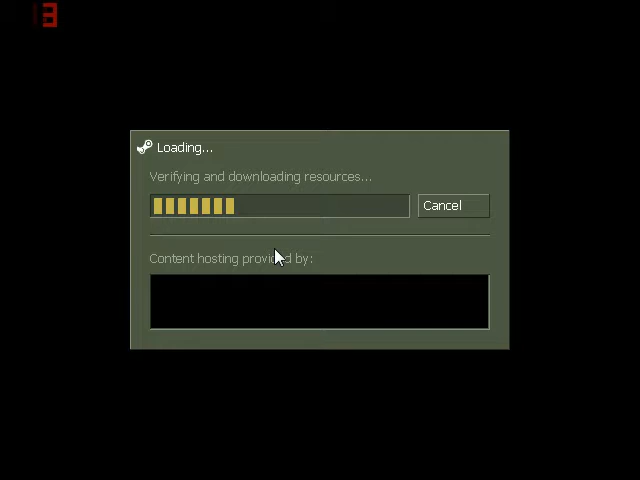 Loading...
Verifying and downloading resources...
Cancel
Content hosting provided by: